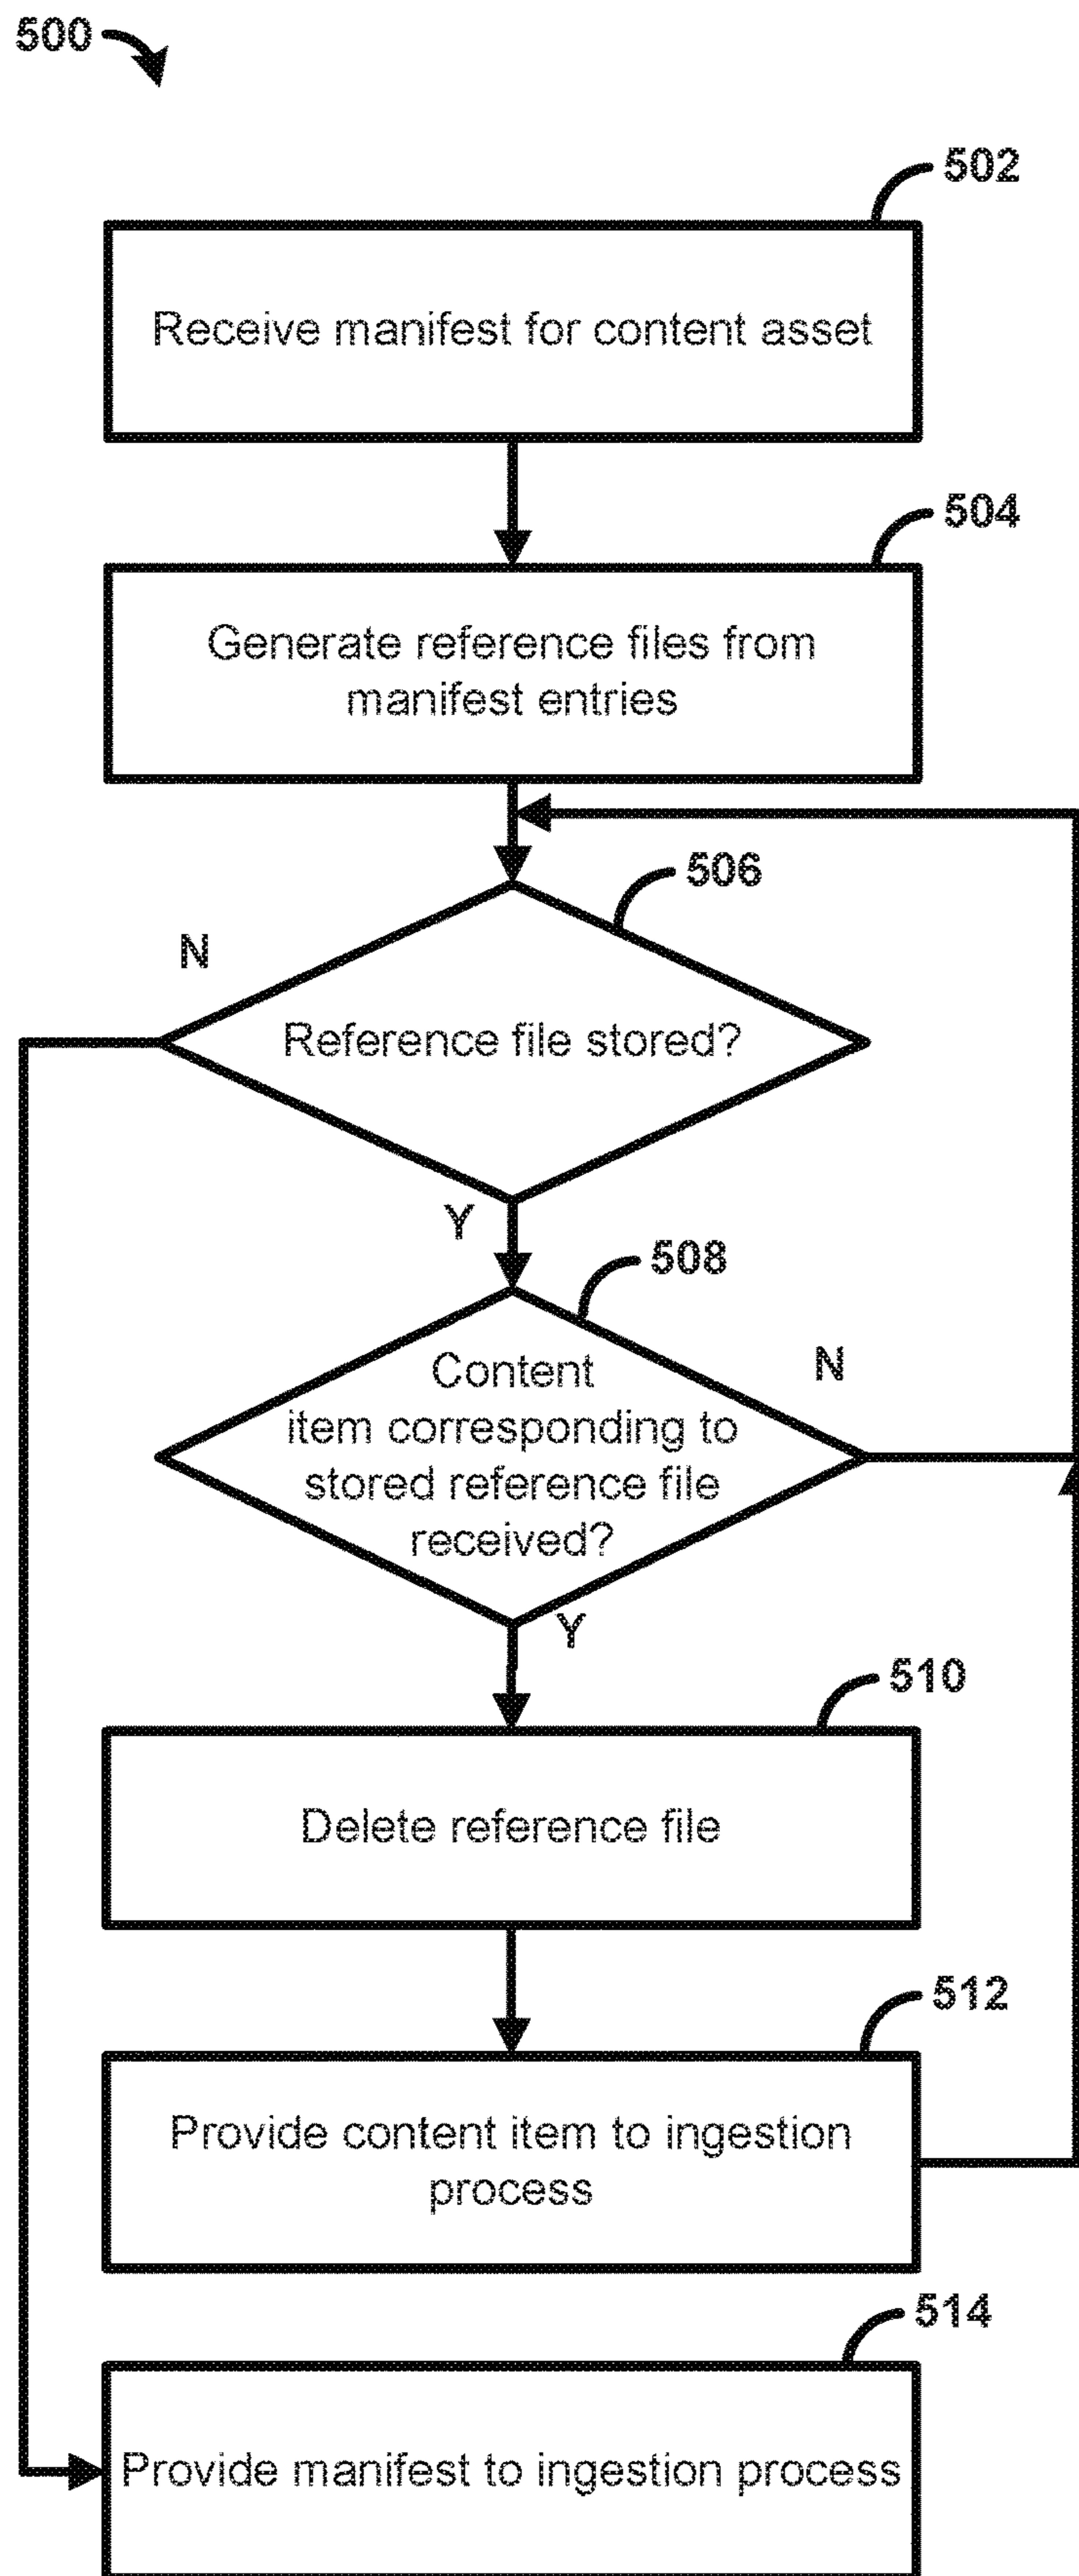 500
502
Receive manifest for content asset
504
Generate reference files from
manifest entries
506
N
Reference file stored?
Y
508
N
Content
item corresponding to
stored reference file
received?
Y
510
Delete reference file
512
Provide content item to ingestion
process
514
Provide manifest to ingestion process